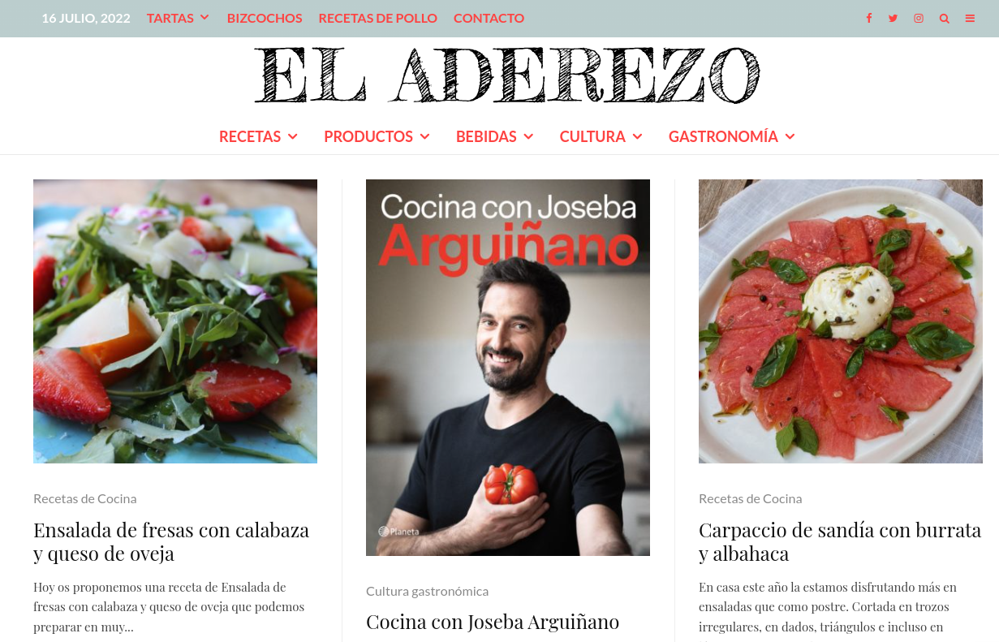 16 JULIO, 2022 TARTAS BIZCOCHOS RECETAS DE POLLO CONTACTO
EL ADEREZO
RECETAS PRODUCTOS BEBIDAS CULTURA GASTRONOMÍA
Recetas de Cocina
Ensalada de fresas con calabaza
y queso de oveja
Hoy os proponemos una receta de Ensalada de
fresas con calabaza y queso de oveja que podemos
preparar en muy...
Cocina con Joseba
Arguiñano
Planeta
Cultura gastronómica
Cocina con Joseba Arguiñano
Recetas de Cocina
Carpaccio de sandía con burrata
y albahaca
En casa este año la estamos disfrutando más en
ensaladas que como postre. Cortada en trozos
irregulares, en dados, triángulos e incluso en